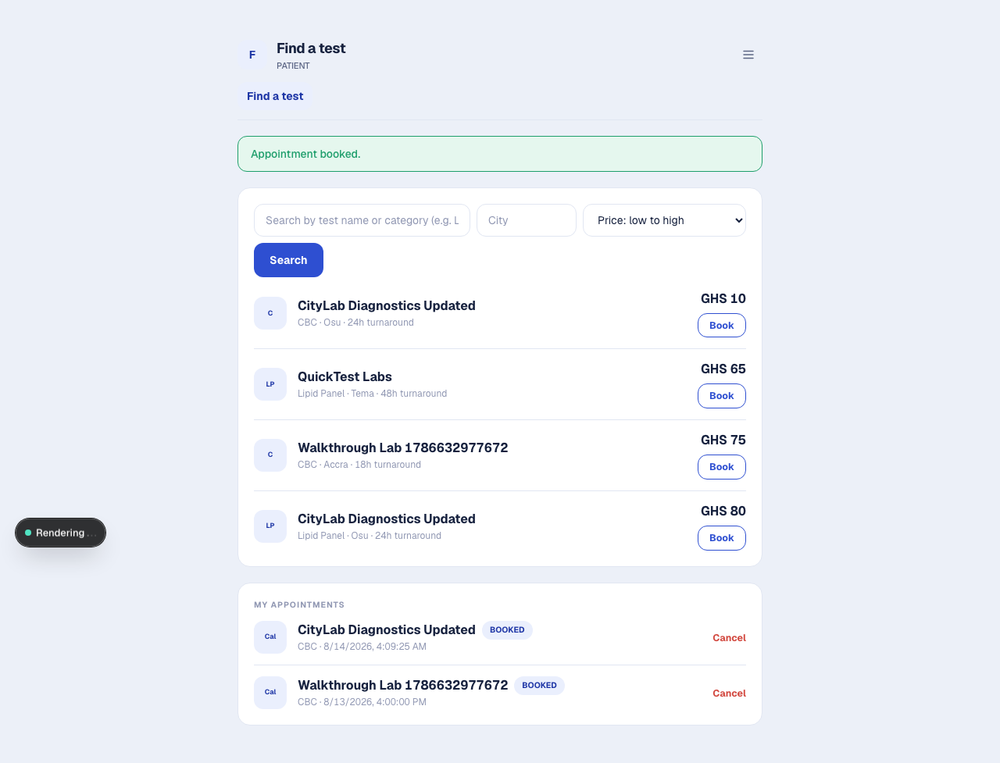 F
Find a test
PATIENT
Find a test
Appointment booked.
Search by test name or category (e.g. L
City
Price: low to high
Search
C
CityLab Diagnostics Updated
CBC · Osu · 24h turnaround
GHS 10
Book
LP
QuickTest Labs
Lipid Panel · Tema · 48h turnaround
GHS 65
Book
C
Walkthrough Lab 1786632977672
CBC · Accra · 18h turnaround
GHS 75
Book
LP
CityLab Diagnostics Updated
Lipid Panel · Osu · 24h turnaround
GHS 80
Book
Rendering ...
MY APPOINTMENTS
Cal
CityLab Diagnostics Updated BOOKED
CBC · 8/14/2026, 4:09:25 AM
Cancel
Cal
Walkthrough Lab 1786632977672 BOOKED
CBC · 8/13/2026, 4:00:00 PM
Cancel